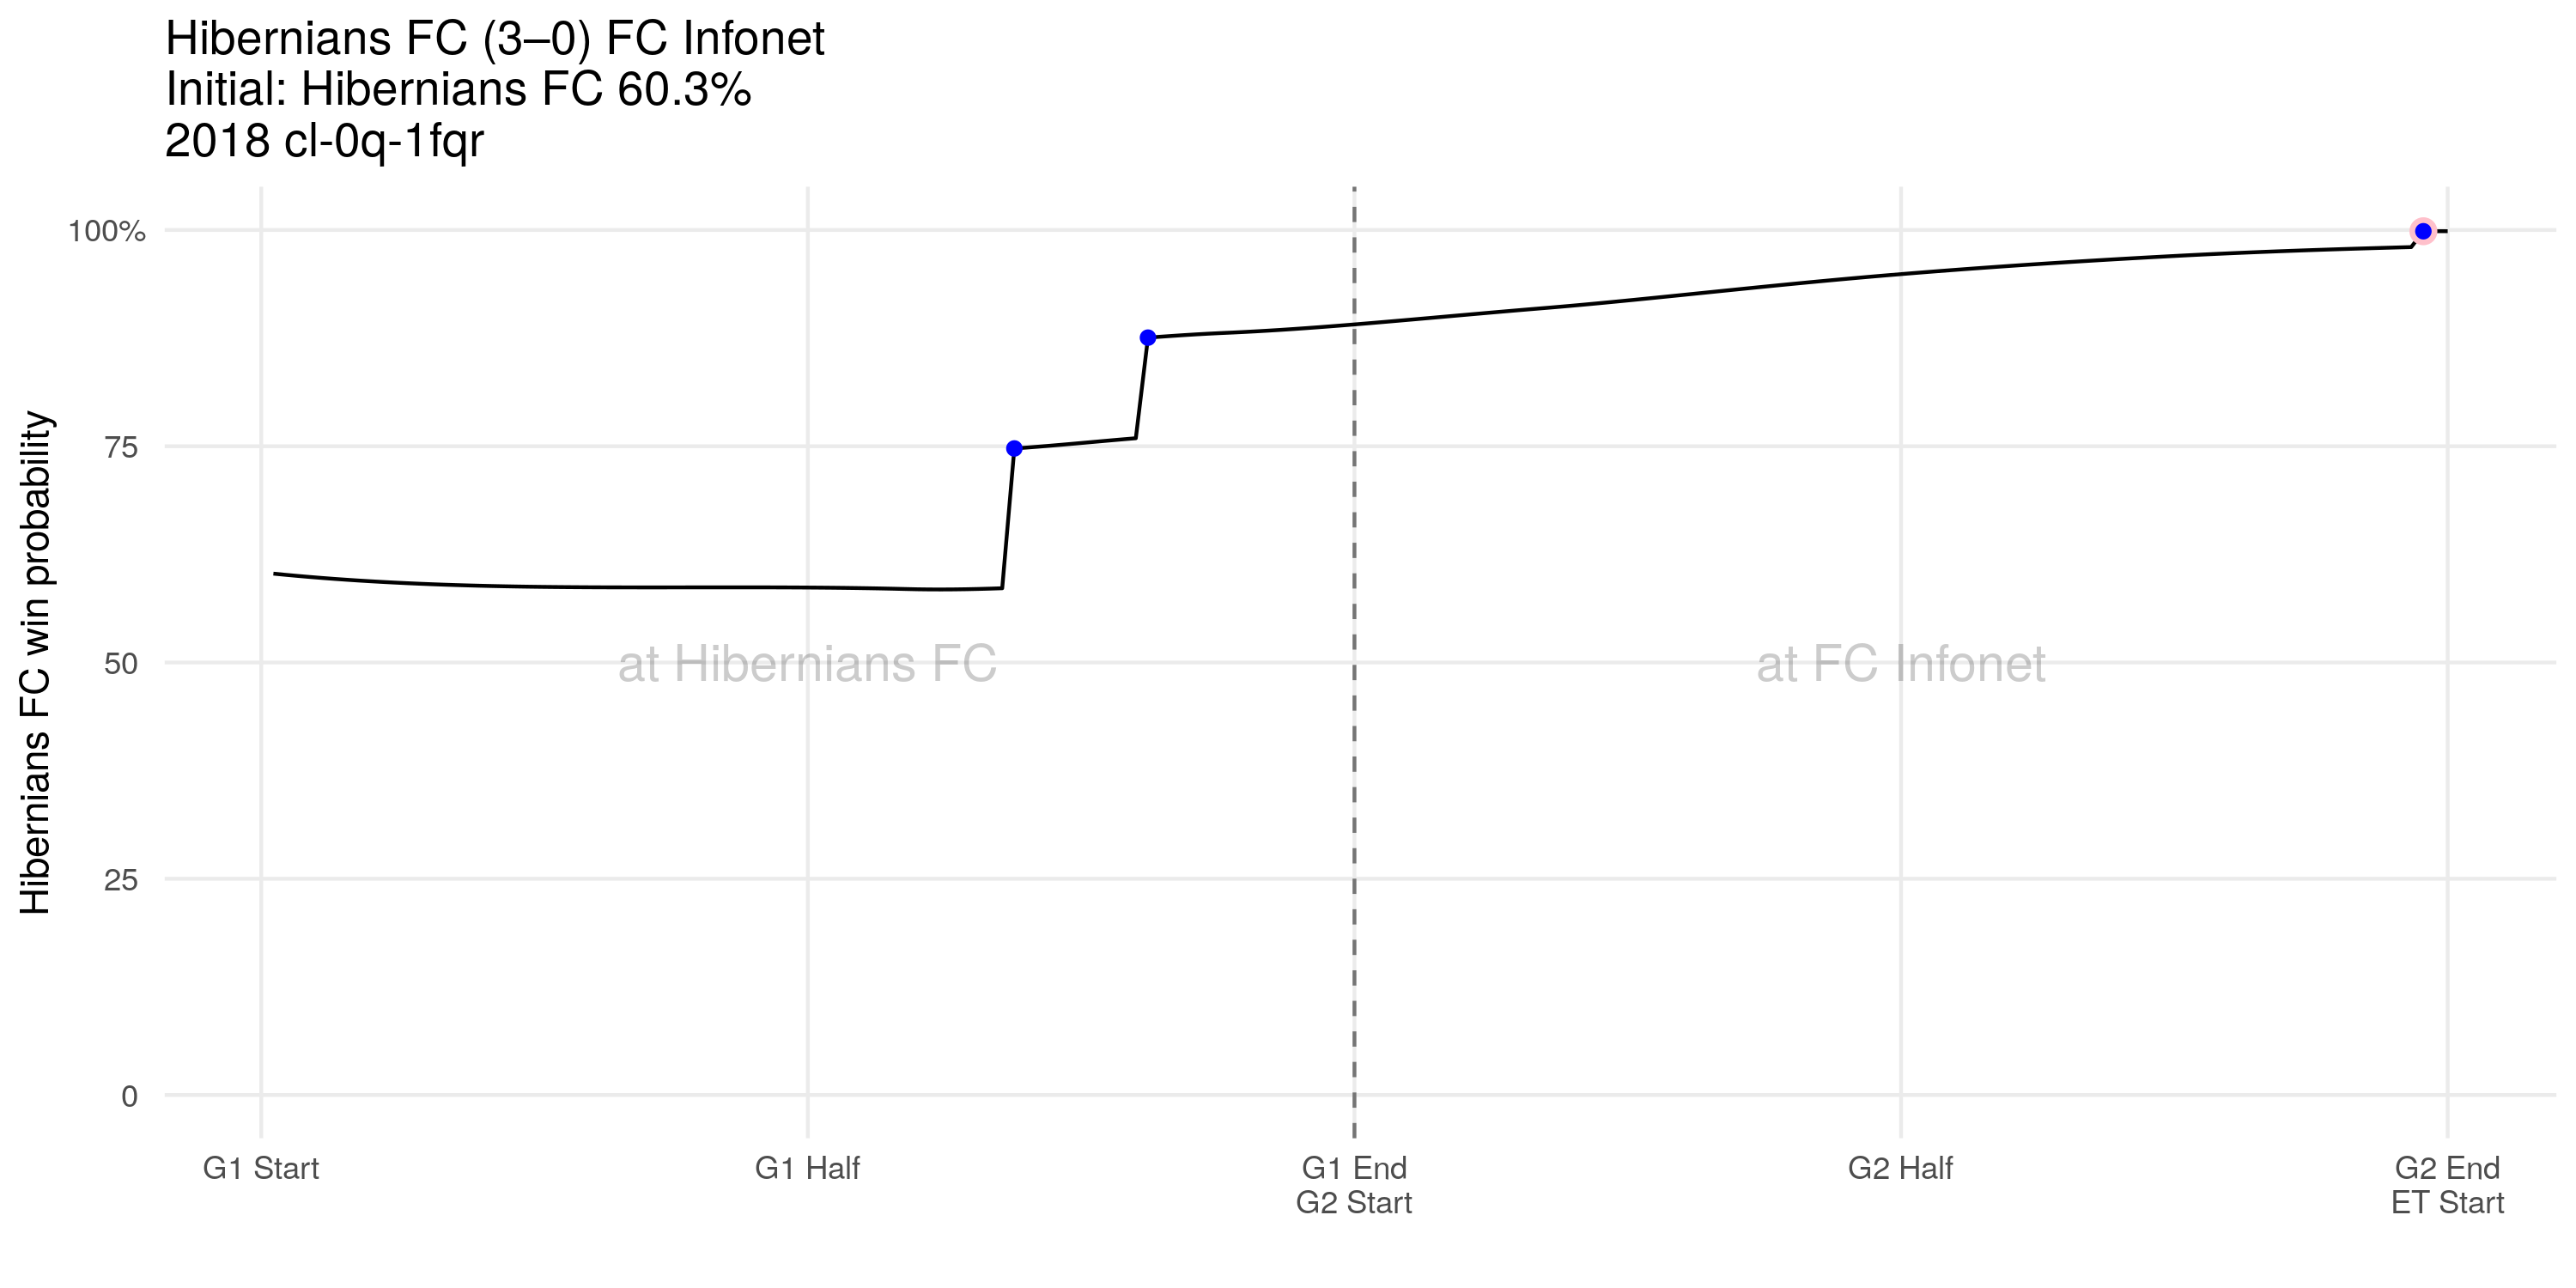 Hibernians FC (3–0) FC Infonet
Initial: Hibernians FC 60.3%
2018 cl-0q-1fqr
Hibernians FC win probability
100%
75
50
25
0
at Hibernians FC
at FC Infonet
G1 Start
G1 Half
G1 End
G2 Start
G2 Half
G2 End
ET Start